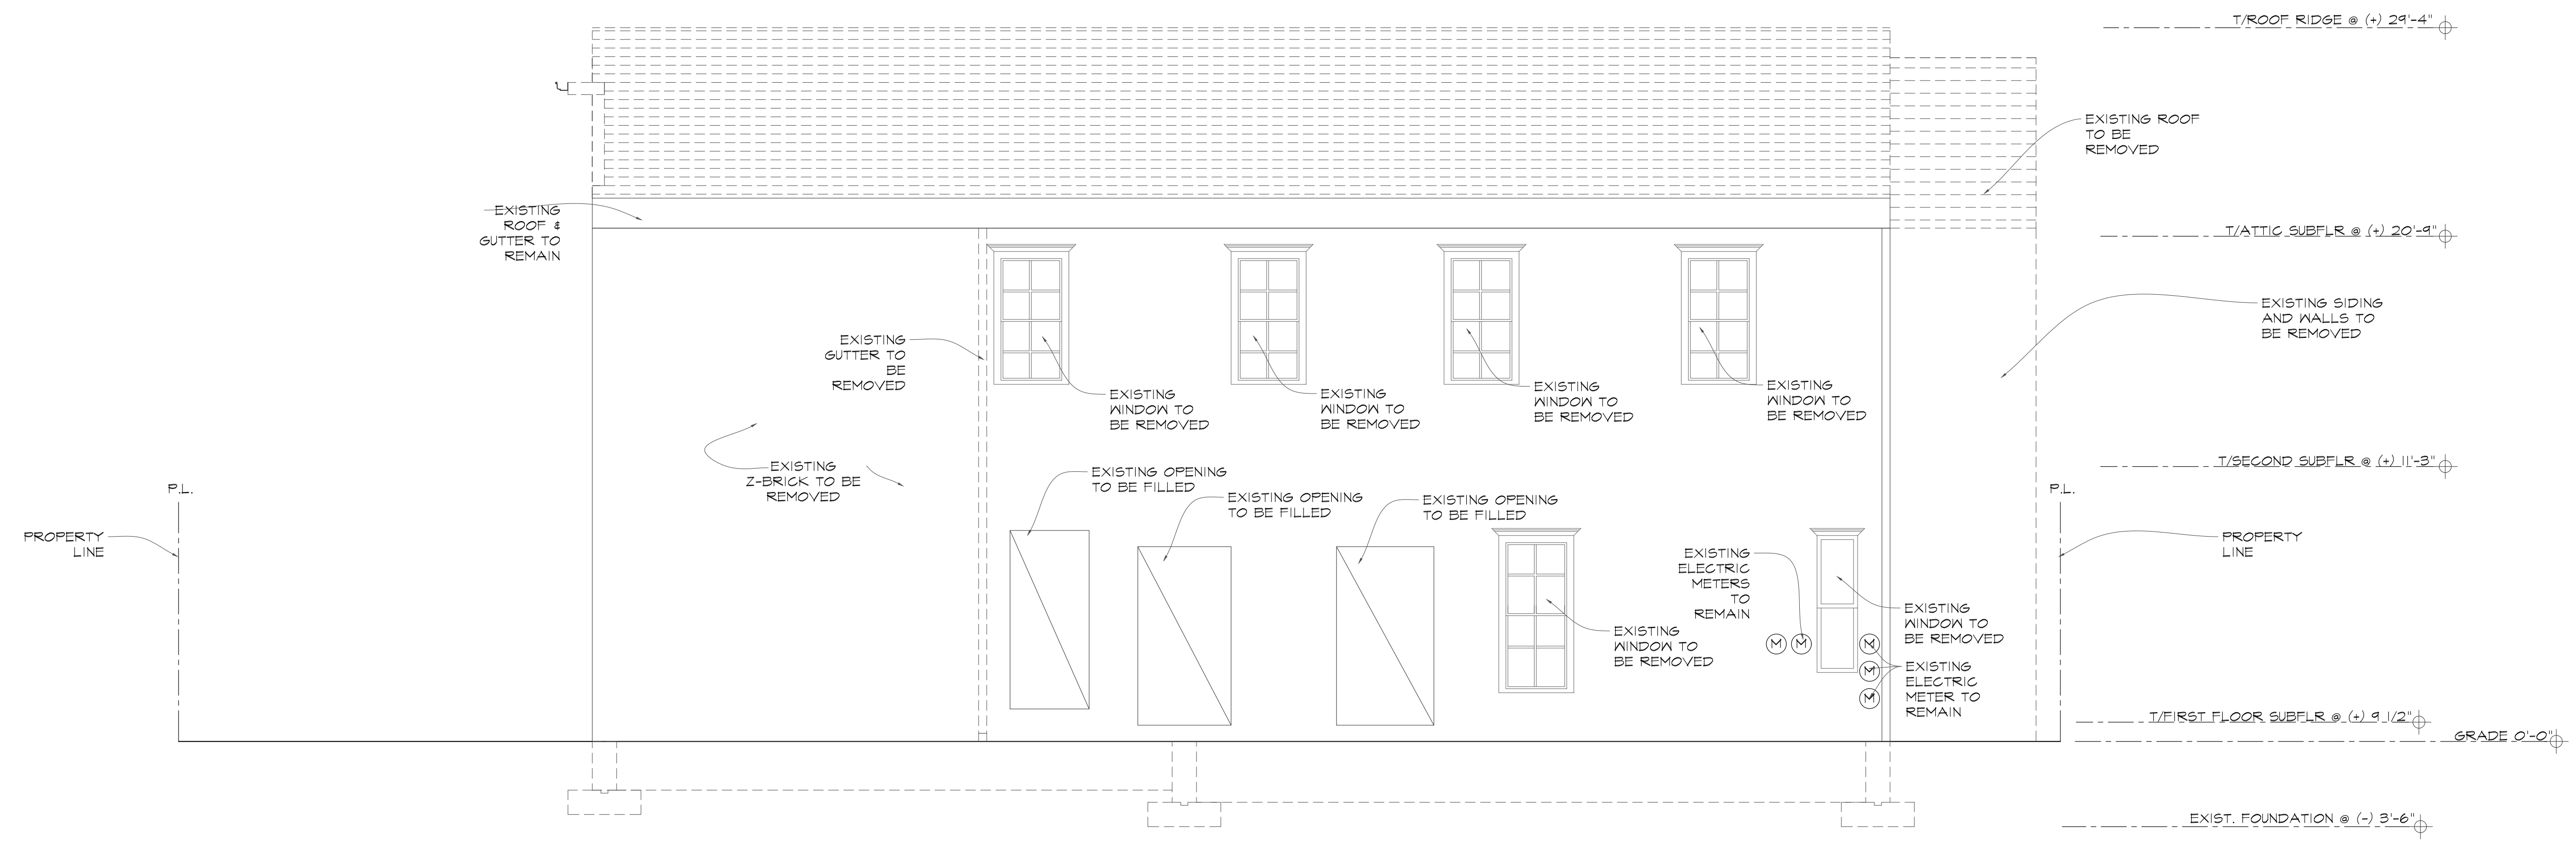 T/ROOF RIDGE @ (+) 29'-4"
EXISTING ROOF
TO BE
REMOVED
EXISTING
ROOF &
GUTTER TO
REMAIN
T/ATTIC SUBFLR @ (+) 20'-9"
EXISTING SIDING
AND WALLS TO
BE REMOVED
EXISTING
GUTTER TO
BE
REMOVED
EXISTING
WINDOW TO
BE REMOVED
EXISTING
WINDOW TO
BE REMOVED
EXISTING
WINDOW TO
BE REMOVED
EXISTING
WINDOW TO
BE REMOVED
EXISTING
Z-BRICK TO BE
REMOVED
T/SECOND SUBFLR @ (+) 11'-3"
EXISTING OPENING
TO BE FILLED
EXISTING OPENING
TO BE FILLED
EXISTING OPENING
TO BE FILLED
P.L.
P.L.
PROPERTY
LINE
PROPERTY
LINE
EXISTING
ELECTRIC
METERS
TO
REMAIN
EXISTING
WINDOW TO
BE REMOVED
EXISTING
WINDOW TO
BE REMOVED
M
M
M
M
M
EXISTING
ELECTRIC
METER TO
REMAIN
T/FIRST FLOOR SUBFLR @ (+) 9 1/2"
GRADE 0'-0"
EXIST. FOUNDATION @ (-) 3'-6"